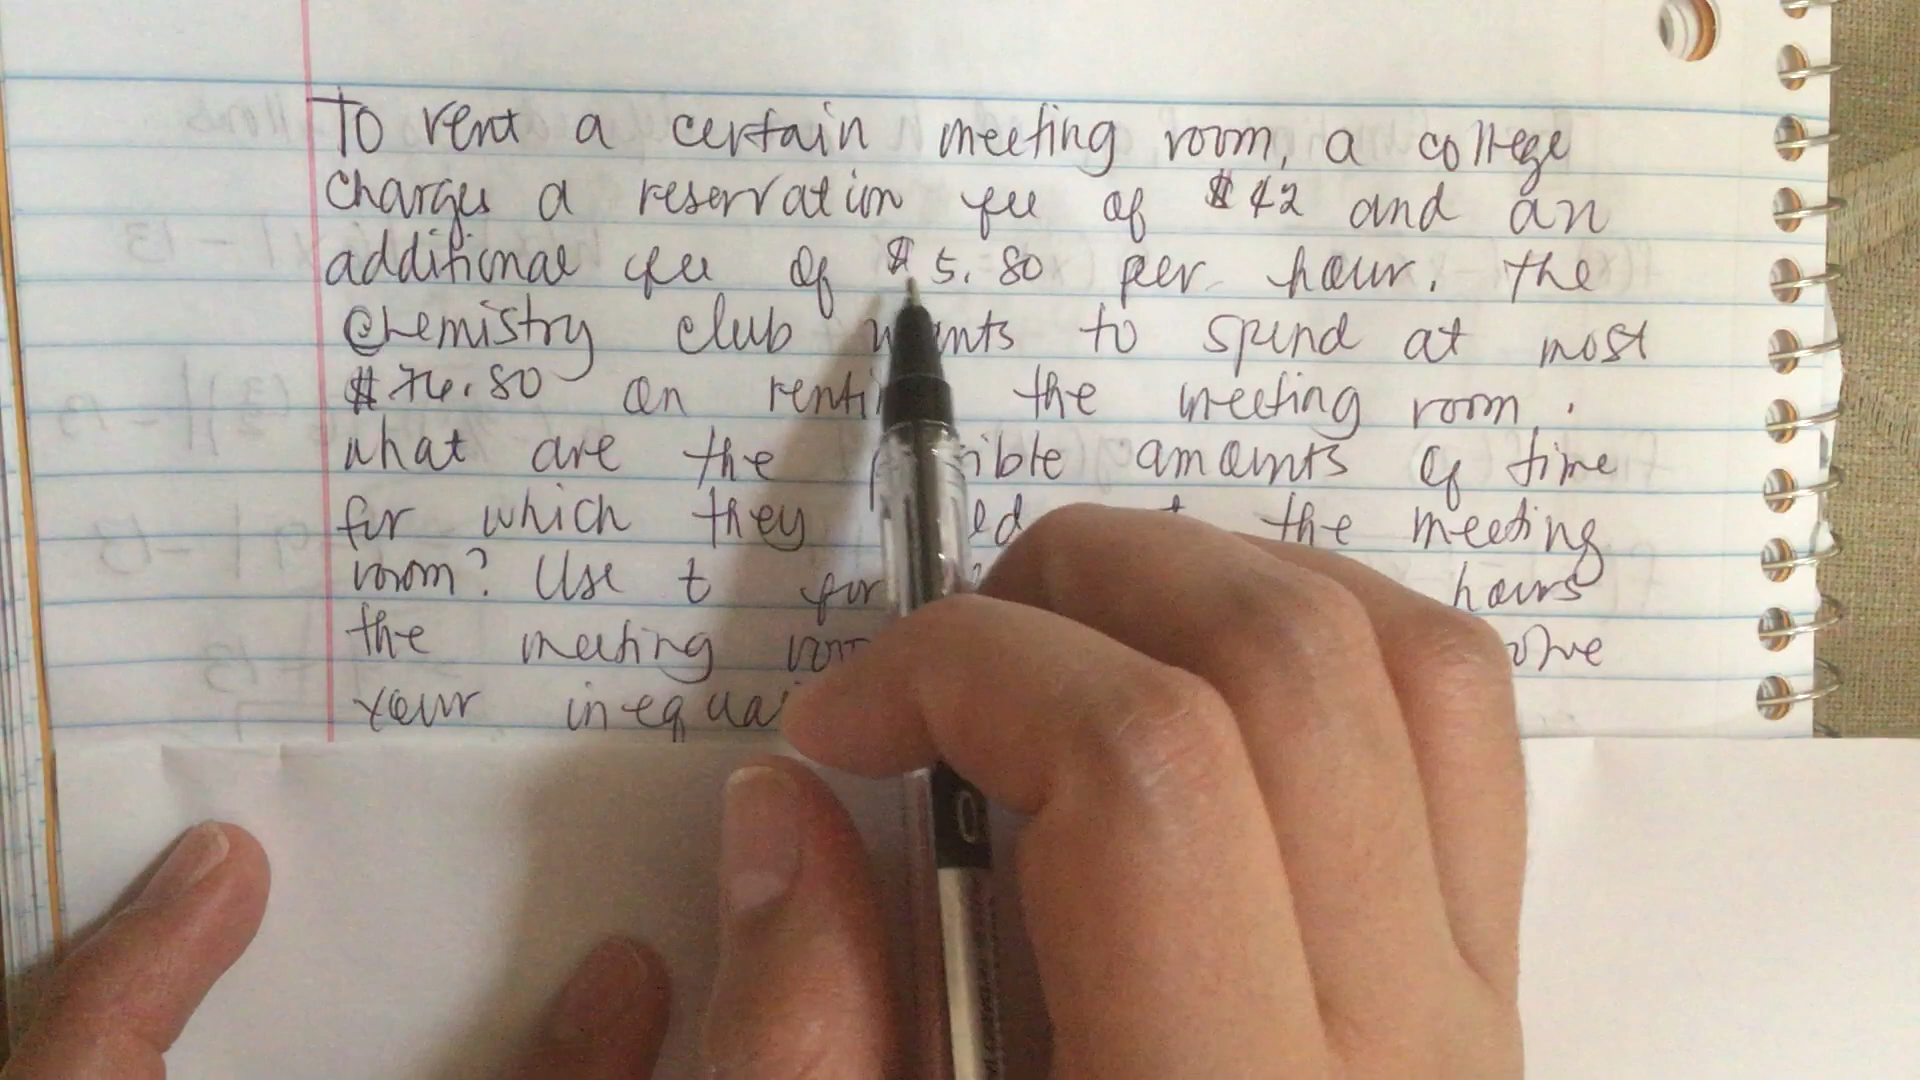 To rent a certain meeting room, a college
charges a reservation fee of $42 and an
additional fee of $5.80 per hour. The
chemistry club wants to spend at most
$76.80 on renti the meeting room.
what are the ible amounts of time
for which they the meeting
room? Use t for hours
the meeting
your